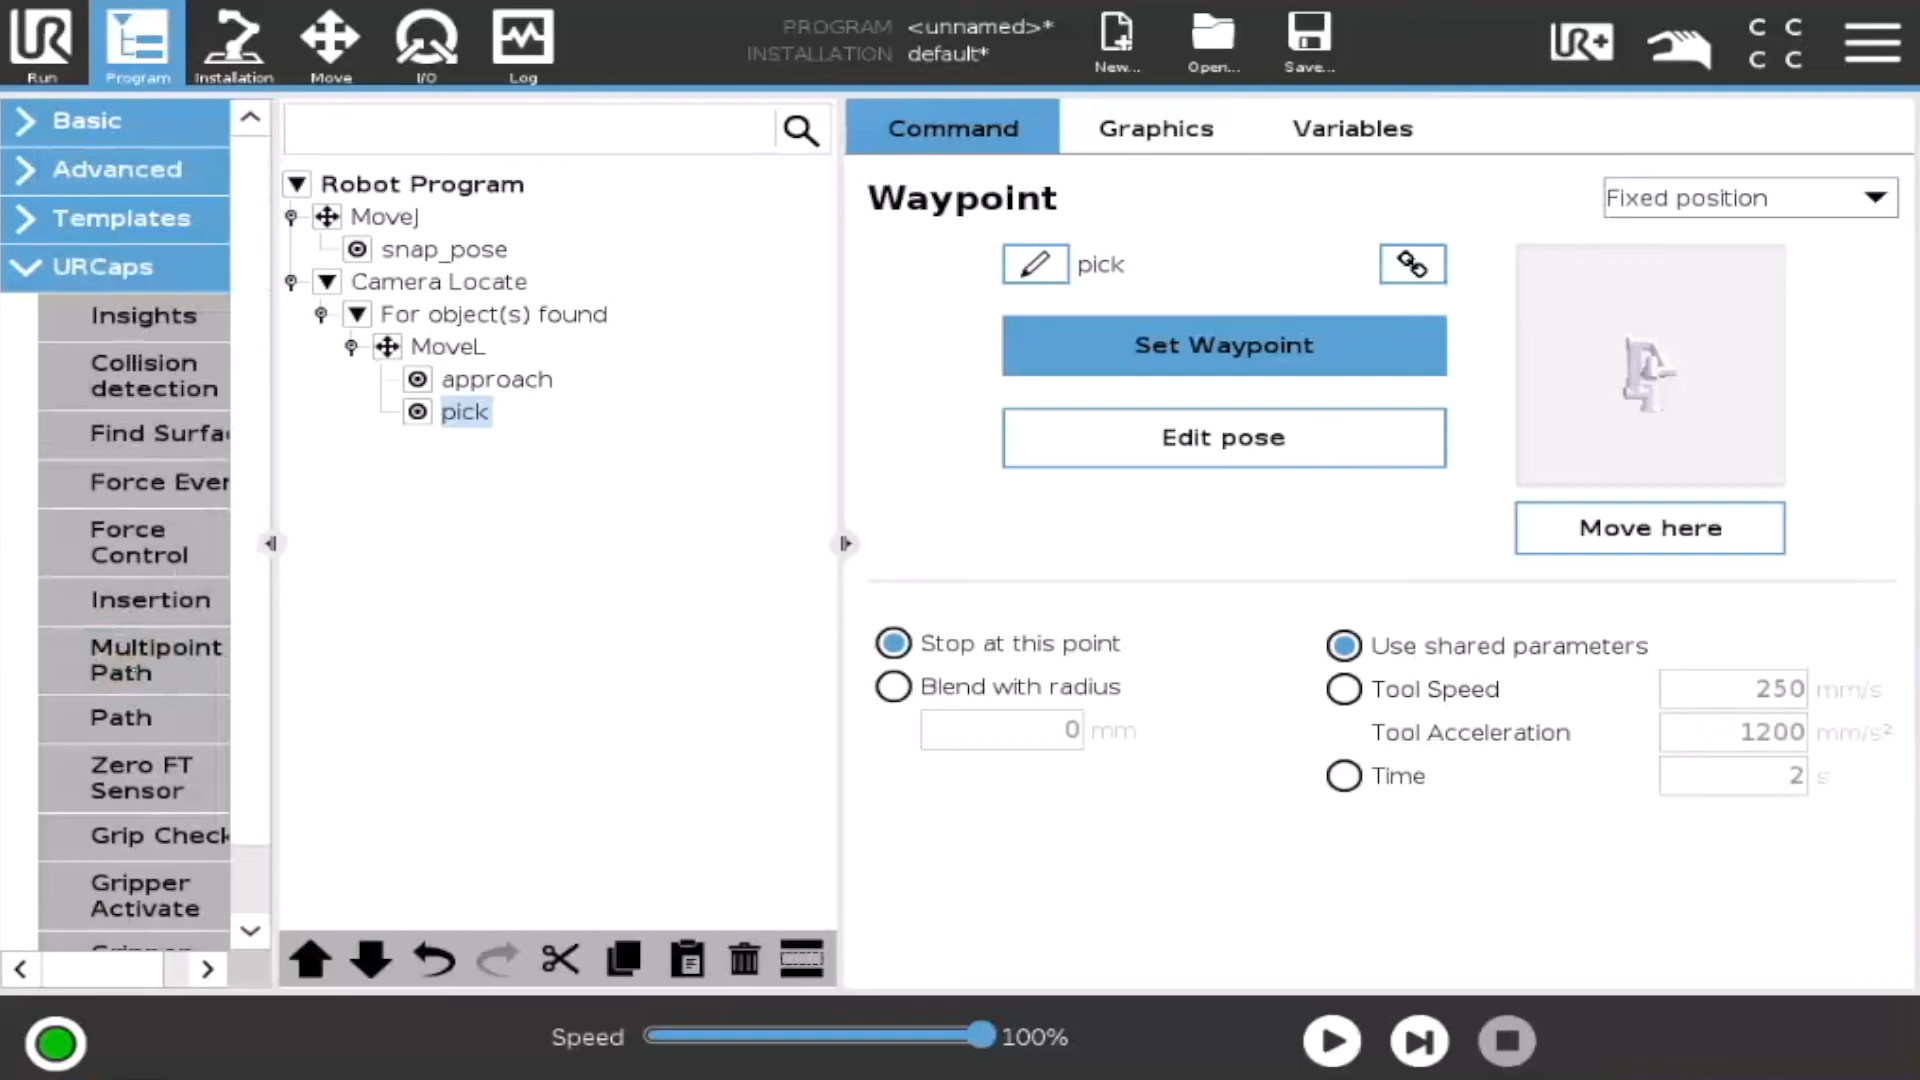 PROGRAM <unnamed>*
INSTALLATION default*
UR
Run
Program
Installation
Move
I/O
Log
New...
Open...
Save...
UR+
C C
C C
Basic
Advanced
Templates
URCaps
Insights
Collision
detection
Find Surfa
Force Ever
Force
Control
Insertion
Multipoint
Path
Path
Zero FT
Sensor
Grip Check
Gripper
Activate
Robot Program
MoveJ
snap_pose
Camera Locate
For object(s) found
MoveL
approach
pick
Command
Graphics
Variables
Waypoint
Fixed position
pick
Set Waypoint
Edit pose
Move here
Stop at this point
Blend with radius
0 mm
Use shared parameters
Tool Speed 250 mm/s
Tool Acceleration 1200 mm/s²
Time 2 s
Speed 100%